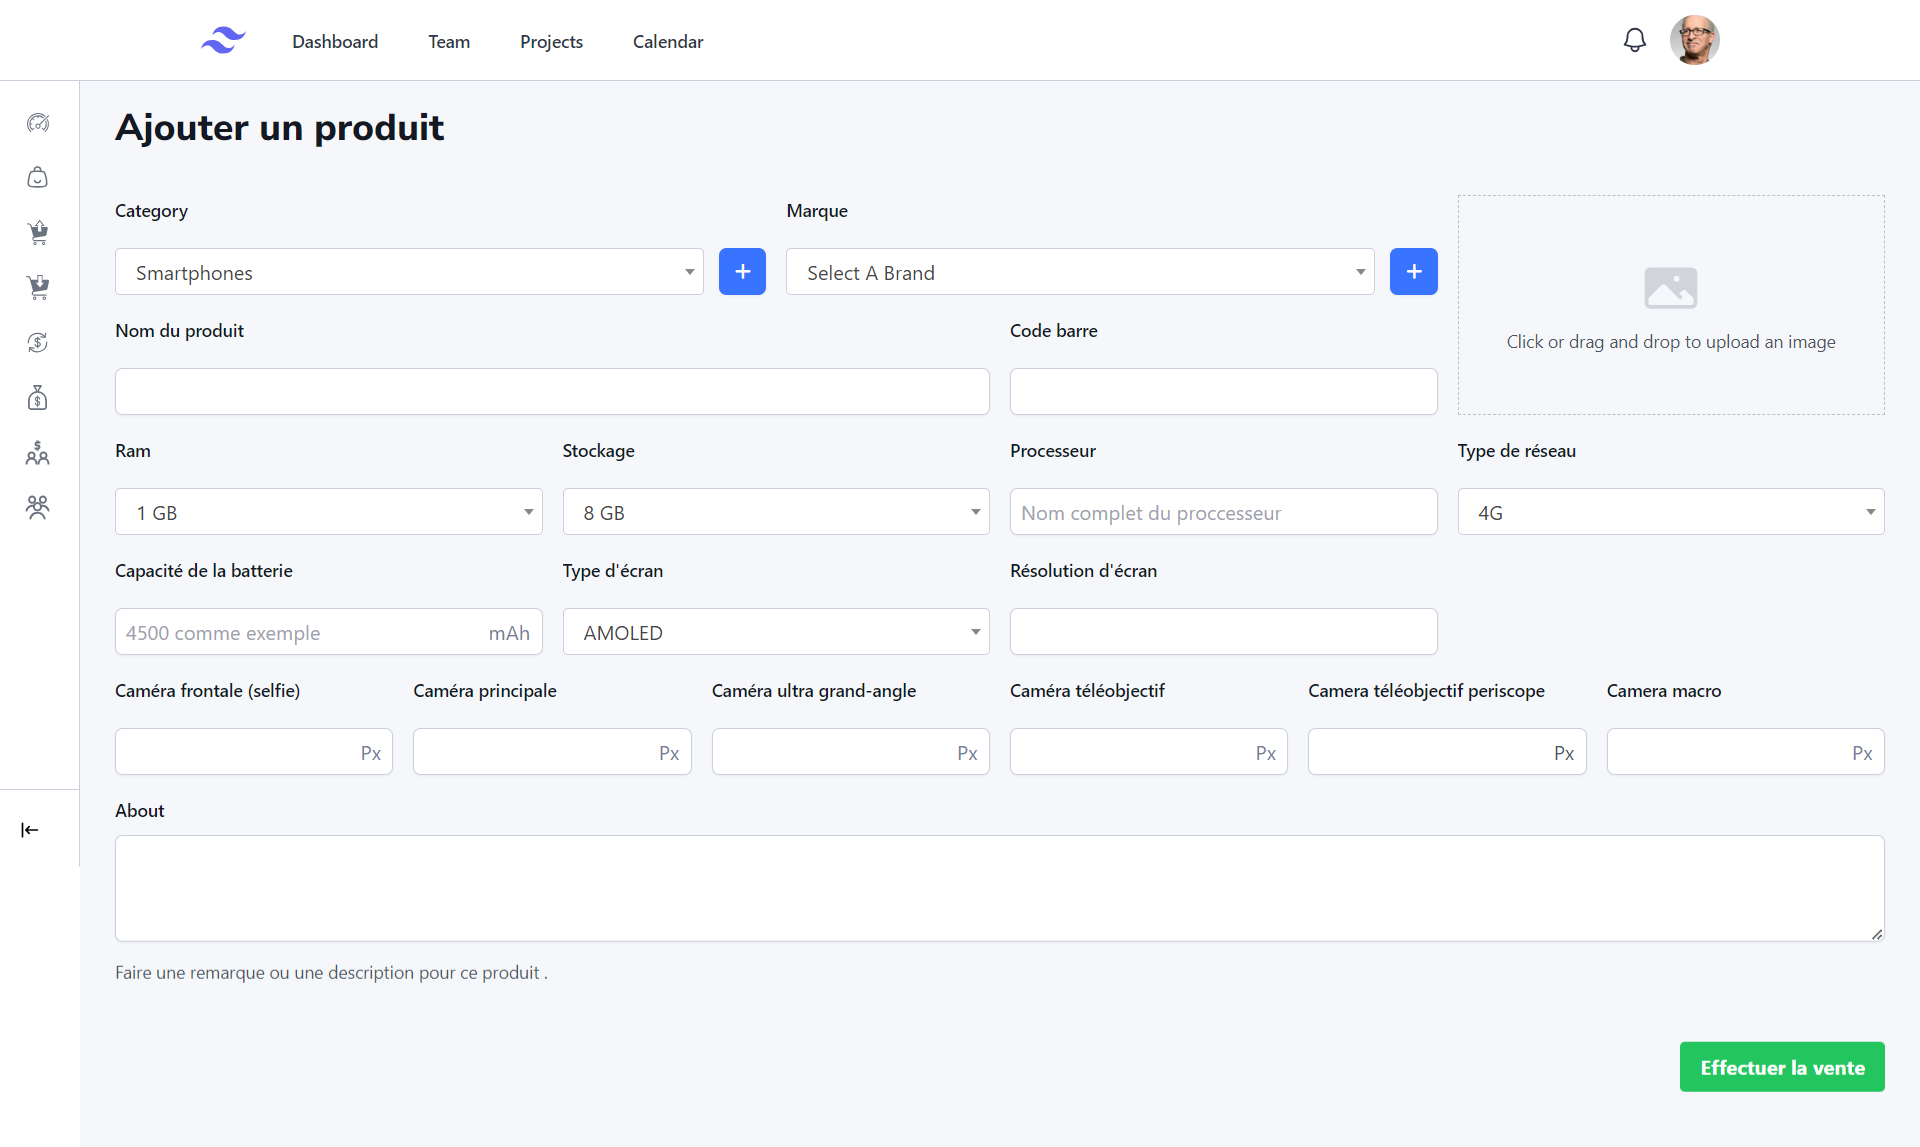 Dashboard
Team
Projects
Calendar
Ajouter un produit
Category
Marque
Smartphones
+
Select A Brand
+
Click or drag and drop to upload an image
Nom du produit
Code barre
Ram
Stockage
Processeur
Type de réseau
1 GB
8 GB
Nom complet du proccesseur
4G
Capacité de la batterie
Type d'écran
Résolution d'écran
4500 comme exemple
mAh
AMOLED
Caméra frontale (selfie)
Caméra principale
Caméra ultra grand-angle
Caméra téléobjectif
Camera téléobjectif periscope
Camera macro
Px
Px
Px
Px
Px
Px
About
Faire une remarque ou une description pour ce produit .
Effectuer la vente